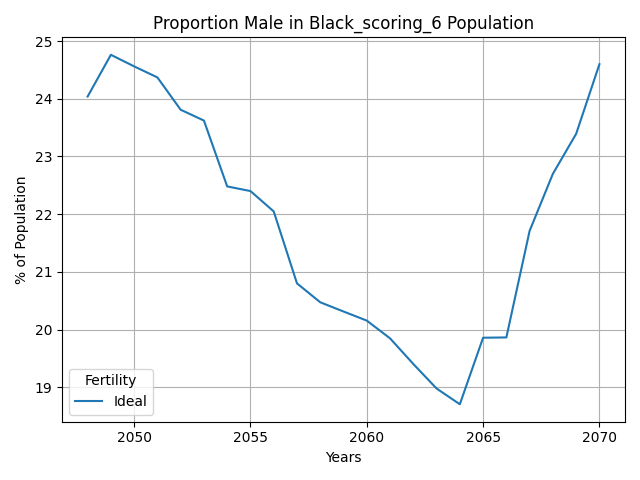 Proportion Male in Black_scoring_6 Population
25
24
23
22
21
20
19
% of Population
Fertility
Ideal
2050 2055 2060 2065 2070
Years